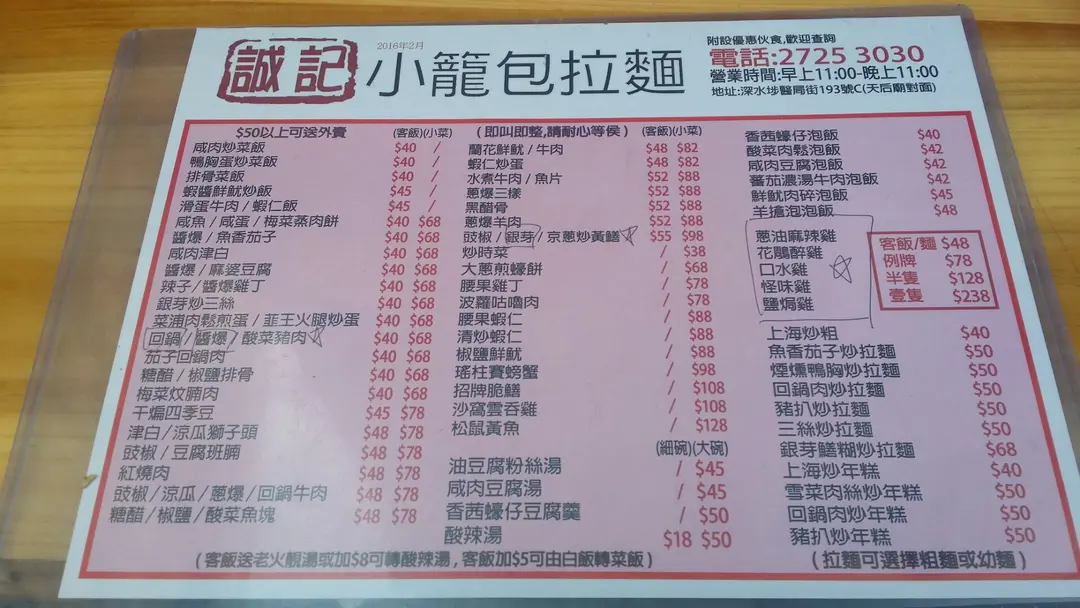 誠記
2016年2月
小籠包拉麵
附設優惠伙食,歡迎查詢
電話:2725 3030
營業時間:早上11:00-晚上11:00
地址:深水埗醫局街193號C(天后廟對面)
$50以上可送外賣 (客飯)(小菜)
咸肉炒菜飯 $40 /
鴨胸蛋炒菜飯 $40 /
排骨菜飯 $40 /
蝦醬鮮魷炒飯 $45 /
滑蛋牛肉/蝦仁飯 $45 /
咸魚/咸蛋/梅菜蒸肉餅 $40 $68
醬爆/魚香茄子 $40 $68
咸肉津白 $40 $68
醬爆/麻婆豆腐 $40 $68
辣子/醬爆雞丁 $40 $68
銀芽炒三絲 $40 $68
菜浦肉鬆煎蛋/韮王火腿炒蛋 $40 $68
回鍋/醬爆/酸菜豬肉 $40 $68
茄子回鍋肉 $40 $68
糖醋/椒鹽排骨 $40 $68
梅菜炆腩肉 $40 $68
干煸四季豆 $45 $78
津白/涼瓜獅子頭 $48 $78
豉椒/豆腐班腩 $48 $78
紅燒肉 $48 $78
豉椒/涼瓜/蔥爆/回鍋牛肉 $48 $78
糖醋/椒鹽/酸菜魚塊 $48 $78
(即叫即整,請耐心等侯) (客飯)(小菜)
蘭花鮮魷/牛肉 $48 $82
蝦仁炒蛋 $48 $82
水煮牛肉/魚片 $52 $88
蔥爆三樣 $52 $88
黑醋骨 $52 $88
蔥爆羊肉 $52 $88
豉椒/銀芽/京蔥炒黃鱔 $55 $98
炒時菜 / $38
大蔥煎蠔餅 / $68
腰果雞丁 / $78
菠蘿咕嚕肉 / $78
腰果蝦仁 / $88
清炒蝦仁 / $88
椒鹽鮮魷 / $88
瑤柱賽螃蟹 / $98
招牌脆鱔 / $108
沙窩雲吞雞 / $108
松鼠黃魚 / $128
(細碗)(大碗)
油豆腐粉絲湯 / $45
咸肉豆腐湯 / $45
香茜蠔仔豆腐羹 / $50
酸辣湯 $18 $50
香茜蠔仔泡飯 $40
酸菜肉鬆泡飯 $42
咸肉豆腐泡飯 $42
蕃茄濃湯牛肉泡飯 $42
鮮魷肉碎泡飯 $45
羊搶泡泡飯 $48
蔥油麻辣雞
花鵰醉雞
口水雞
怪味雞
鹽焗雞
客飯/麵 $48
例牌 $78
半隻 $128
壹隻 $238
上海炒粗 $40
魚香茄子炒拉麵 $50
煙燻鴨胸炒拉麵 $50
回鍋肉炒拉麵 $50
豬扒炒拉麵 $50
三絲炒拉麵 $50
銀芽鱔糊炒拉麵 $68
上海炒年糕 $40
雪菜肉絲炒年糕 $50
回鍋肉炒年糕 $50
豬扒炒年糕 $50
(客飯送老火靚湯或加$8可轉酸辣湯,客飯加$5可由白飯轉菜飯)
(拉麵可選擇粗麵或幼麵)